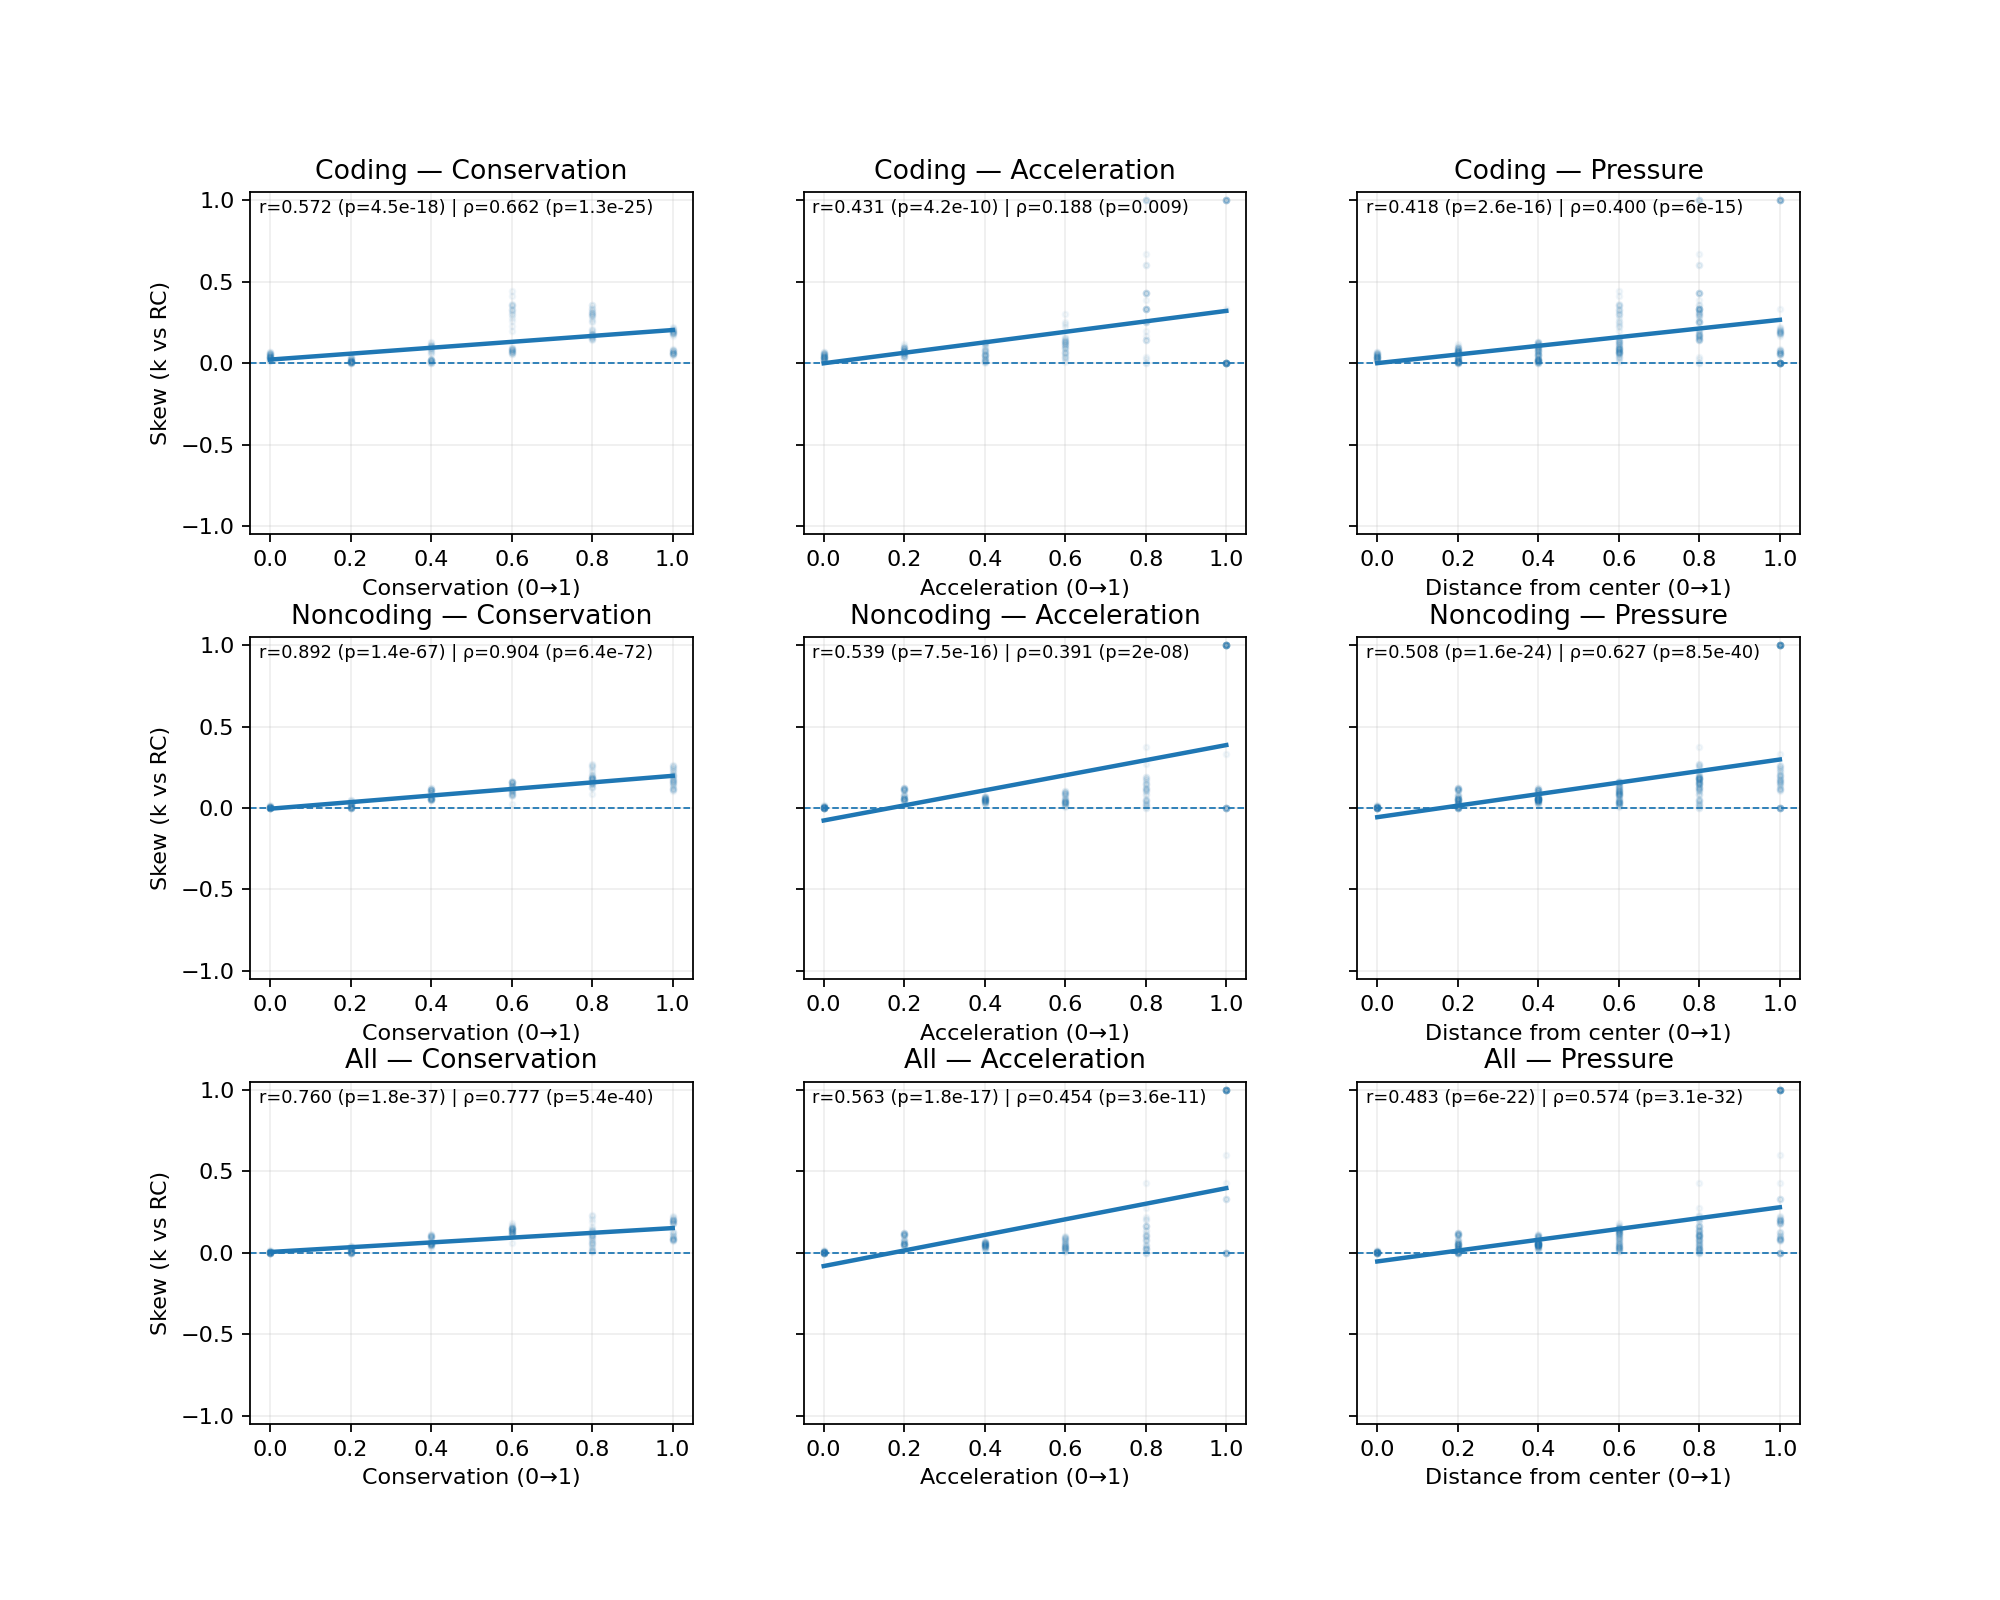 Coding — Conservation
r=0.572 (p=4.5e-18) | ρ=0.662 (p=1.3e-25)
1.0
0.5
0.0
−0.5
−1.0
Skew (k vs RC)
0.0 0.2 0.4 0.6 0.8 1.0
Conservation (0→1)
Coding — Acceleration
r=0.431 (p=4.2e-10) | ρ=0.188 (p=0.009)
0.0 0.2 0.4 0.6 0.8 1.0
Acceleration (0→1)
Coding — Pressure
r=0.418 (p=2.6e-16) | ρ=0.400 (p=6e-15)
0.0 0.2 0.4 0.6 0.8 1.0
Distance from center (0→1)
Noncoding — Conservation
r=0.892 (p=1.4e-67) | ρ=0.904 (p=6.4e-72)
1.0
0.5
0.0
−0.5
−1.0
Skew (k vs RC)
0.0 0.2 0.4 0.6 0.8 1.0
Conservation (0→1)
Noncoding — Acceleration
r=0.539 (p=7.5e-16) | ρ=0.391 (p=2e-08)
0.0 0.2 0.4 0.6 0.8 1.0
Acceleration (0→1)
Noncoding — Pressure
r=0.508 (p=1.6e-24) | ρ=0.627 (p=8.5e-40)
0.0 0.2 0.4 0.6 0.8 1.0
Distance from center (0→1)
All — Conservation
r=0.760 (p=1.8e-37) | ρ=0.777 (p=5.4e-40)
1.0
0.5
0.0
−0.5
−1.0
Skew (k vs RC)
0.0 0.2 0.4 0.6 0.8 1.0
Conservation (0→1)
All — Acceleration
r=0.563 (p=1.8e-17) | ρ=0.454 (p=3.6e-11)
0.0 0.2 0.4 0.6 0.8 1.0
Acceleration (0→1)
All — Pressure
r=0.483 (p=6e-22) | ρ=0.574 (p=3.1e-32)
0.0 0.2 0.4 0.6 0.8 1.0
Distance from center (0→1)